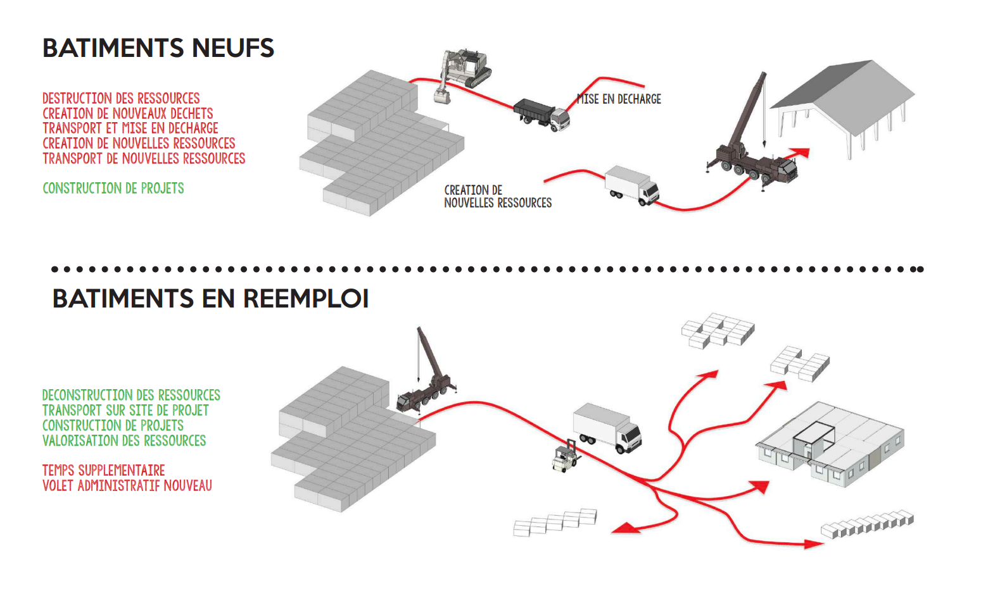 BATIMENTS NEUFS
DESTRUCTION DES RESSOURCES
CREATION DE NOUVEAUX DECHETS
TRANSPORT ET MISE EN DECHARGE
CREATION DE NOUVELLES RESSOURCES
TRANSPORT DE NOUVELLES RESSOURCES
CONSTRUCTION DE PROJETS
MISE EN DECHARGE
CREATION DE
NOUVELLES RESSOURCES
BATIMENTS EN REEMPLOI
DECONSTRUCTION DES RESSOURCES
TRANSPORT SUR SITE DE PROJET
CONSTRUCTION DE PROJETS
VALORISATION DES RESSOURCES
TEMPS SUPPLEMENTAIRE
VOLET ADMINISTRATIF NOUVEAU